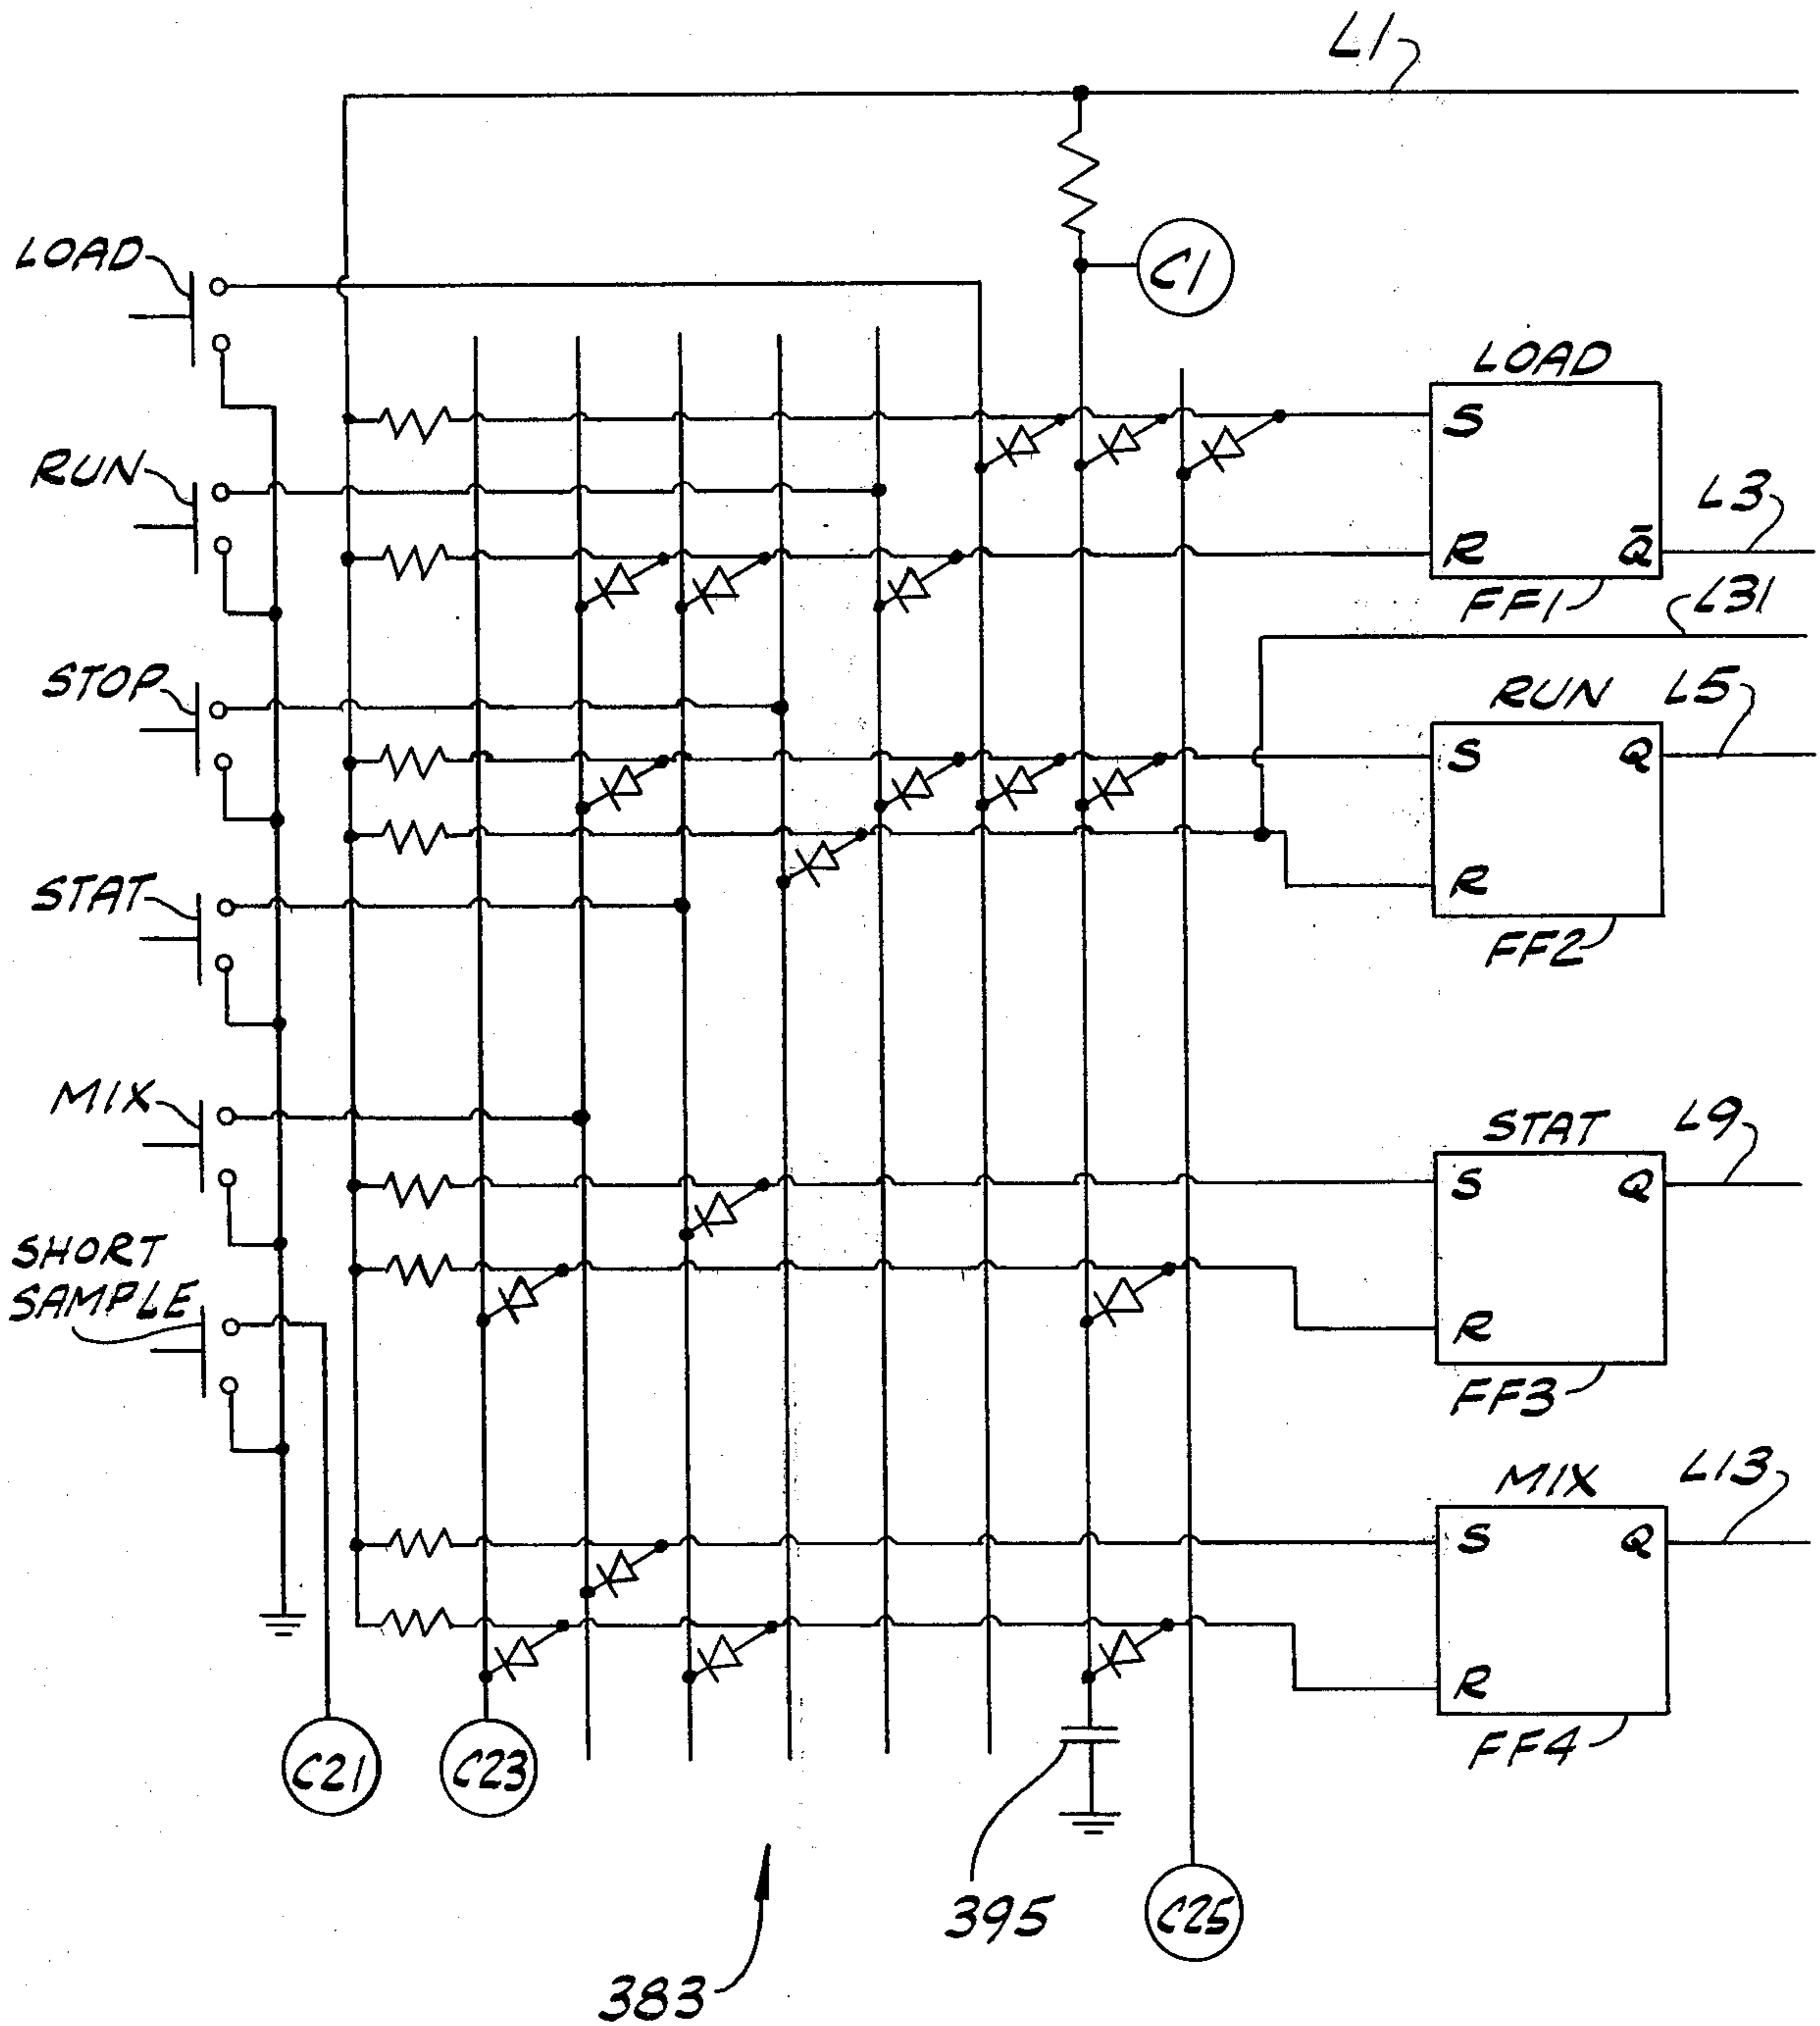 L1
LOAD
C1
LOAD
S
RUN
L3
R
Q̄
FF1
L31
STOP
RUN
L5
S
Q
STAT
R
FF2
MIX
STAT
L9
S
Q
SHORT
SAMPLE
R
FF3
MIX
L13
S
Q
R
FF4
C21
C23
395
C25
383